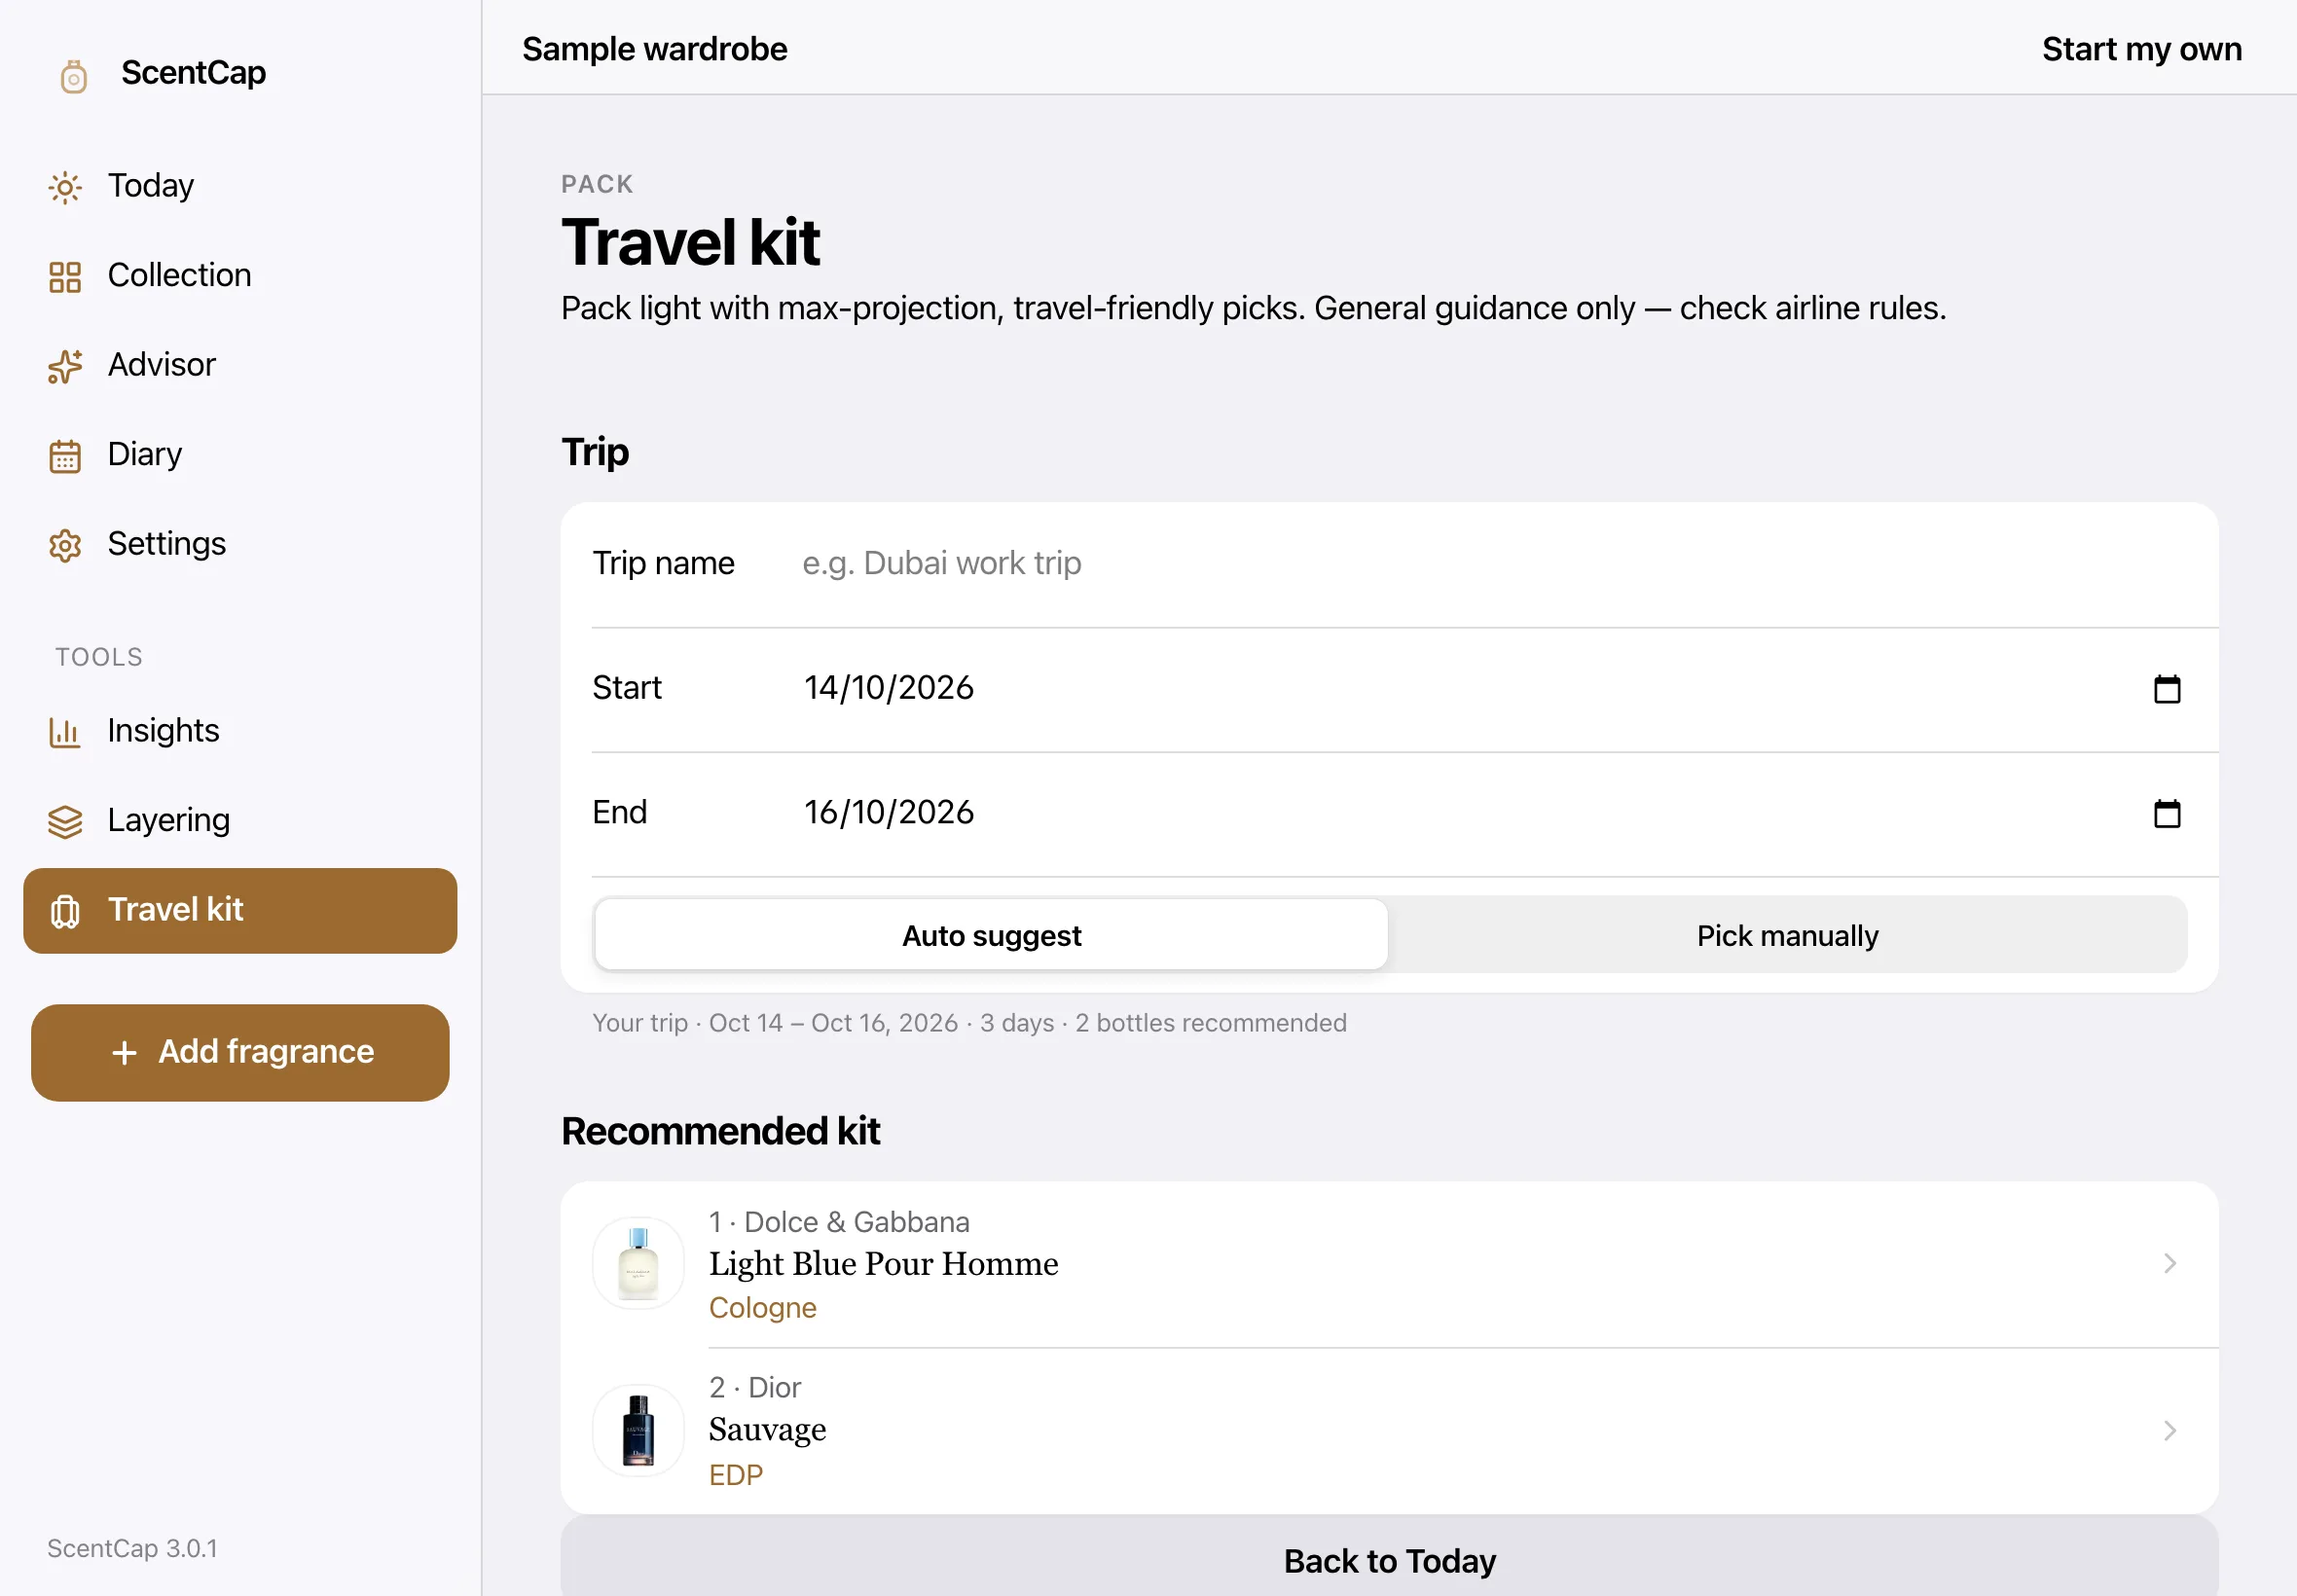 ScentCap
Today
Collection
Advisor
Diary
Settings
TOOLS
Insights
Layering
Travel kit
+ Add fragrance
ScentCap 3.0.1
Sample wardrobe
Start my own
PACK
Travel kit
Pack light with max-projection, travel-friendly picks. General guidance only — check airline rules.
Trip
Trip name e.g. Dubai work trip
Start 14/10/2026
End 16/10/2026
Auto suggest Pick manually
Your trip · Oct 14 – Oct 16, 2026 · 3 days · 2 bottles recommended
Recommended kit
1 · Dolce & Gabbana
Light Blue Pour Homme
Cologne
2 · Dior
Sauvage
EDP
SAUVAGE
Dior
Back to Today